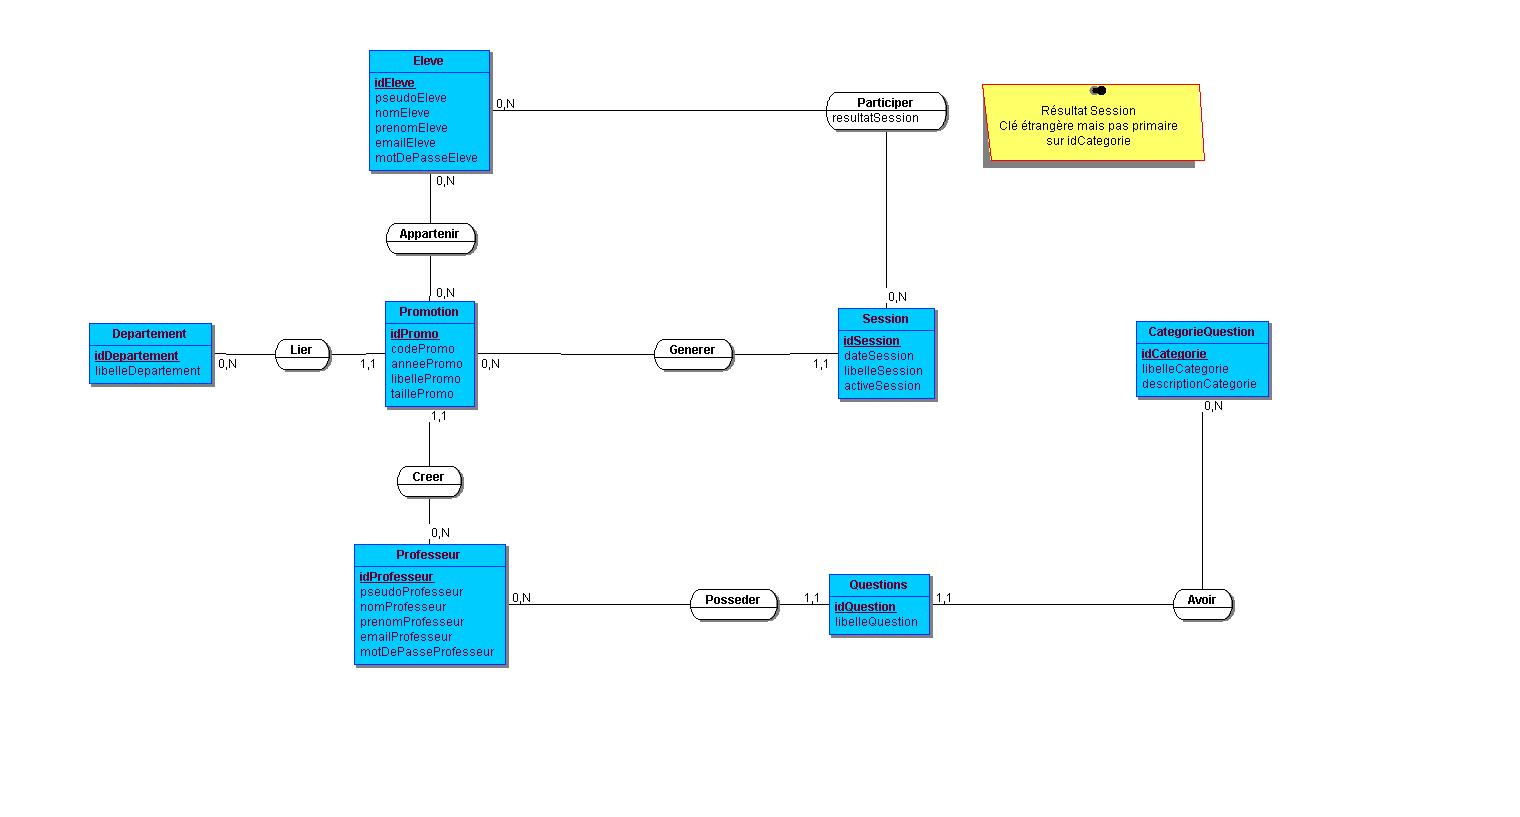 Eleve
idEleve
pseudoEleve
nomEleve
prenomEleve
emailEleve
motDePasseEleve
0,N
Participer
resultatSession
Résultat Session
Clé étrangère mais pas primaire
sur idCategorie
0,N
Appartenir
0,N
0,N
Departement
idDepartement
libelleDepartement
0,N
Lier
1,1
Promotion
idPromo
codePromo
anneePromo
libellePromo
taillePromo
0,N
Generer
1,1
Session
idSession
dateSession
libelleSession
activeSession
CategorieQuestion
idCategorie
libelleCategorie
descriptionCategorie
0,N
1,1
Creer
0,N
Professeur
idProfesseur
pseudoProfesseur
nomProfesseur
prenomProfesseur
emailProfesseur
motDePasseProfesseur
0,N
Posseder
1,1
Questions
idQuestion
libelleQuestion
1,1
Avoir